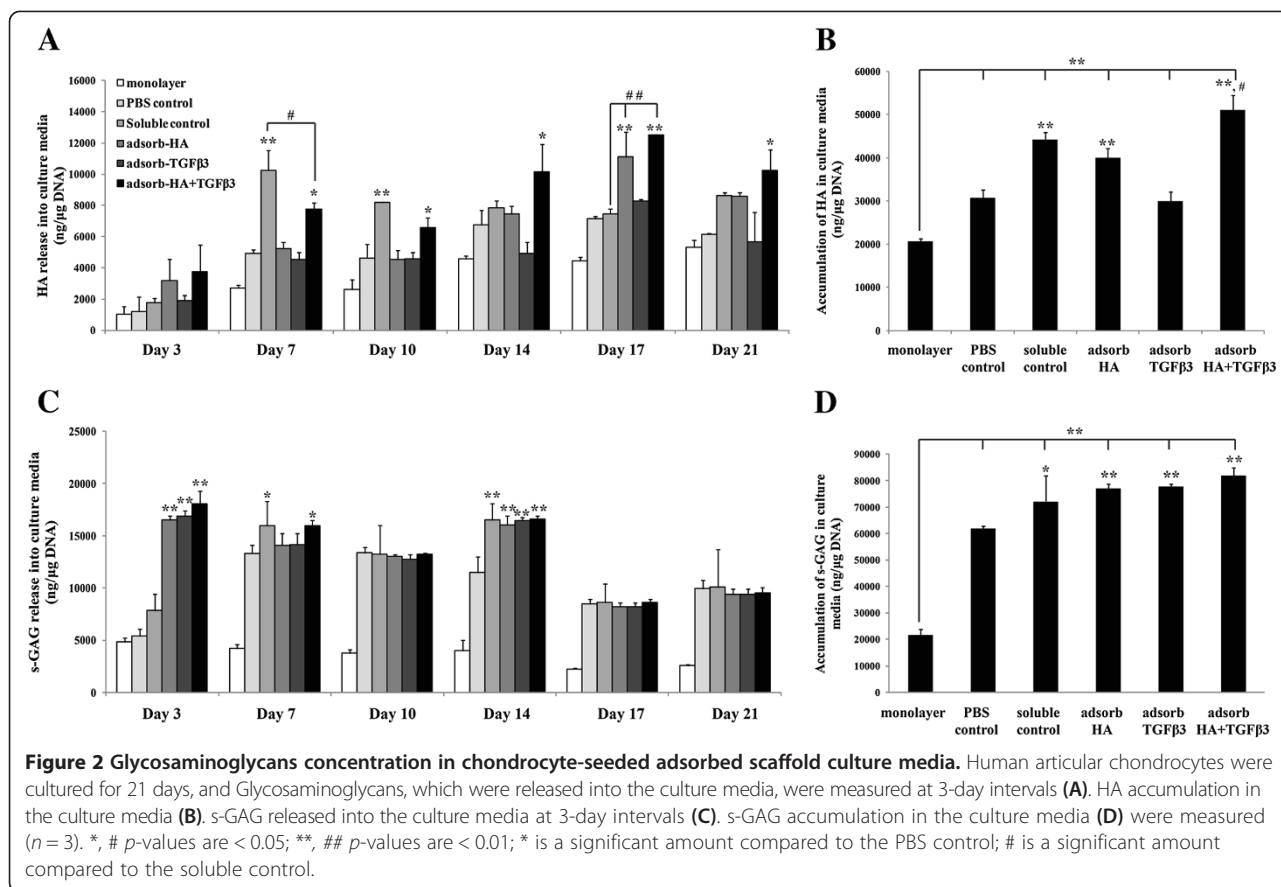 A
HA release into culture media
(ng/μg DNA)
16000
14000
12000
10000
8000
6000
4000
2000
0
monolayer
PBS control
Soluble control
adsorb-HA
adsorb-TGFβ3
adsorb-HA+TGFβ3
#
**
*
**
*
*
##
**
**
*
Day 3
Day 7
Day 10
Day 14
Day 17
Day 21
B
Accumulation of HA in culture media
(ng/μg DNA)
60000
50000
40000
30000
20000
10000
0
**
**
**
**, #
monolayer
PBS
control
soluble
control
adsorb
HA
adsorb
TGFβ3
adsorb
HA+TGFβ3
C
s-GAG release into culture media
(ng/μg DNA)
25000
20000
15000
10000
5000
0
**
**
**
*
*
**
**
**
**
Day 3
Day 7
Day 10
Day 14
Day 17
Day 21
D
Accumulation of s-GAG in culture
media (ng/μg DNA)
90000
80000
70000
60000
50000
40000
30000
20000
10000
0
**
*
**
**
**
monolayer
PBS
control
soluble
control
adsorb
HA
adsorb
TGFβ3
adsorb
HA+TGFβ3
Figure 2 Glycosaminoglycans concentration in chondrocyte-seeded adsorbed scaffold culture media. Human articular chondrocytes were
cultured for 21 days, and Glycosaminoglycans, which were released into the culture media, were measured at 3-day intervals (A). HA accumulation in
the culture media (B). s-GAG released into the culture media at 3-day intervals (C). s-GAG accumulation in the culture media (D) were measured
(n = 3). *, # p-values are < 0.05; **, ## p-values are < 0.01; * is a significant amount compared to the PBS control; # is a significant amount
compared to the soluble control.